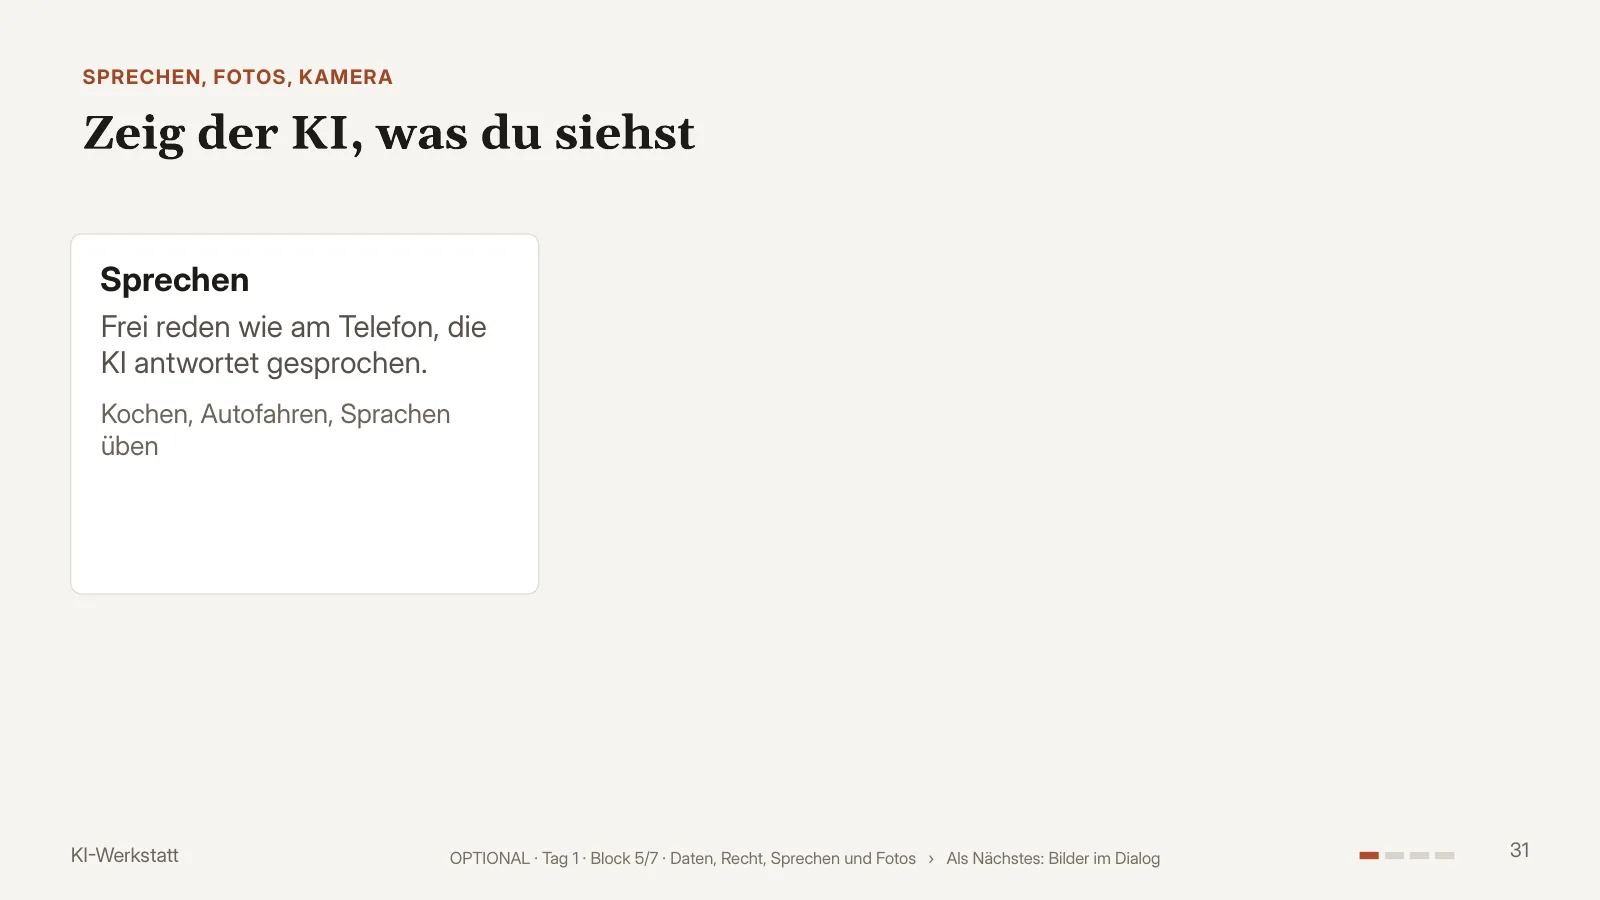 SPRECHEN, FOTOS, KAMERA
Zeig der KI, was du siehst
Sprechen
Frei reden wie am Telefon, die
KI antwortet gesprochen.
Kochen, Autofahren, Sprachen
üben
KI-Werkstatt
OPTIONAL · Tag 1 · Block 5/7 · Daten, Recht, Sprechen und Fotos › Als Nächstes: Bilder im Dialog
31